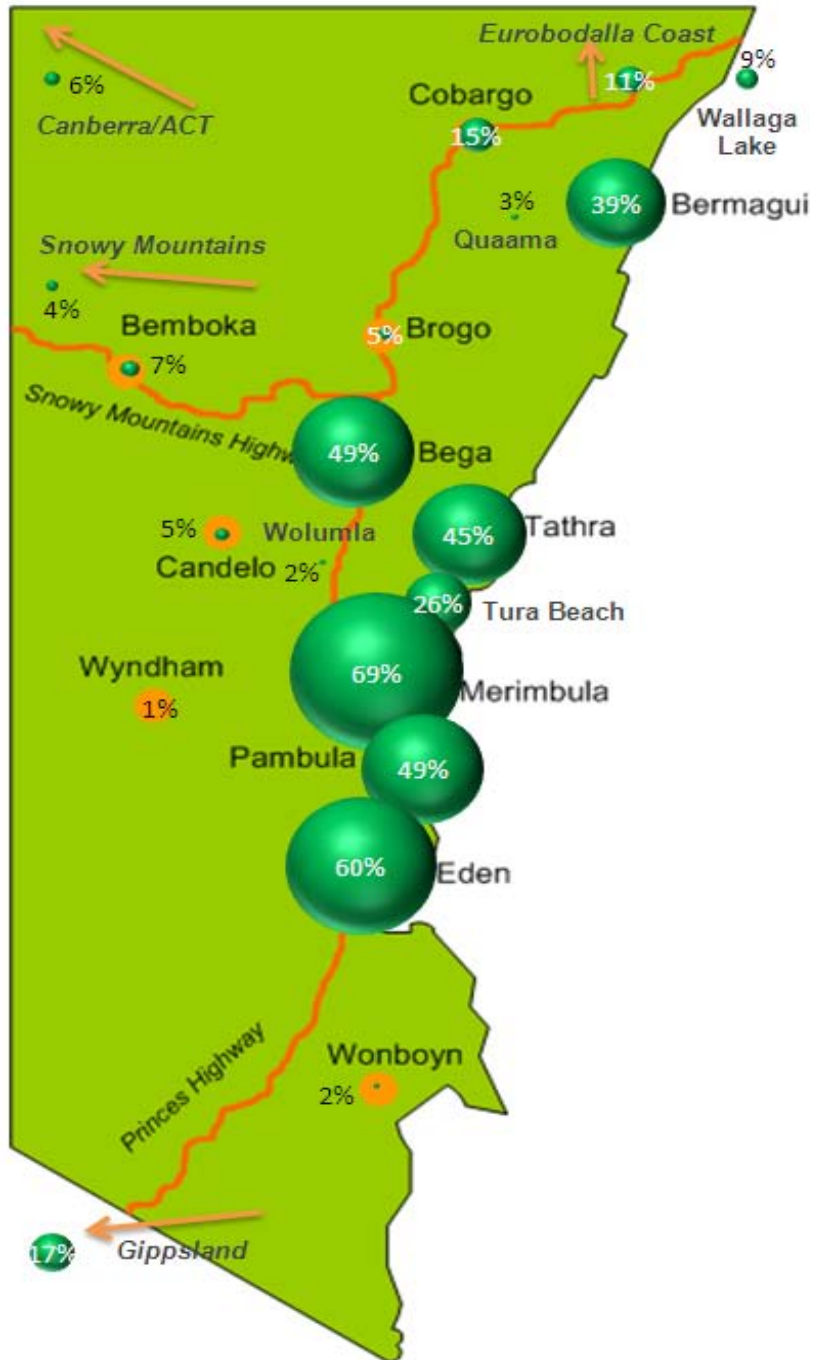 Eurobodalla Coast
9%
6%
11%
Canberra/ACT
Cobargo
Wallaga
Lake
15%
3%
39%
Bermagui
Quaama
Snowy Mountains
4%
Bemboka
5%
Brogo
7%
Snowy Mountains Highw
49%
Bega
5%
Wolumla
45%
Tathra
Candelo
2%
26%
Tura Beach
Wyndham
69%
Merimbula
1%
Pambula
49%
60%
Eden
Princes Highway
Wonboyn
2%
17%
Gippsland